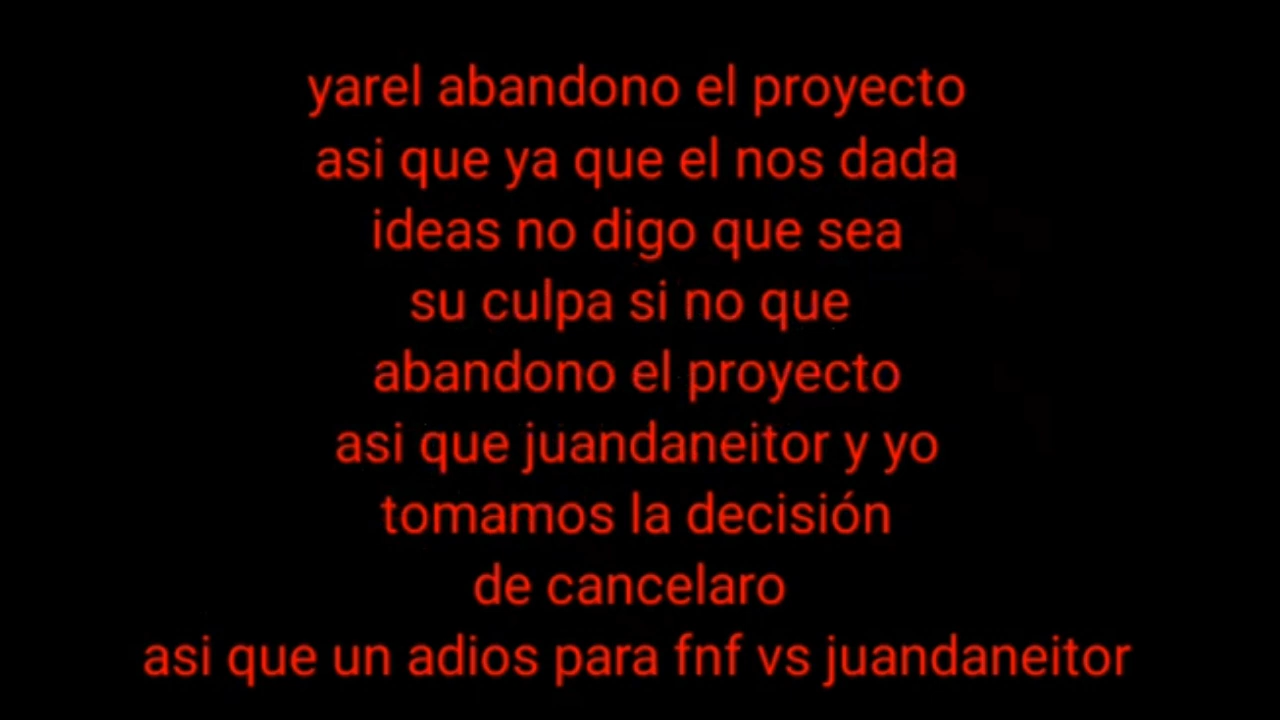 yarel abandono el proyecto
asi que ya que el nos dada
ideas no digo que sea
su culpa si no que
abandono el proyecto
asi que juandaneitor y yo
tomamos la decisión
de cancelaro
asi que un adios para fnf vs juandaneitor